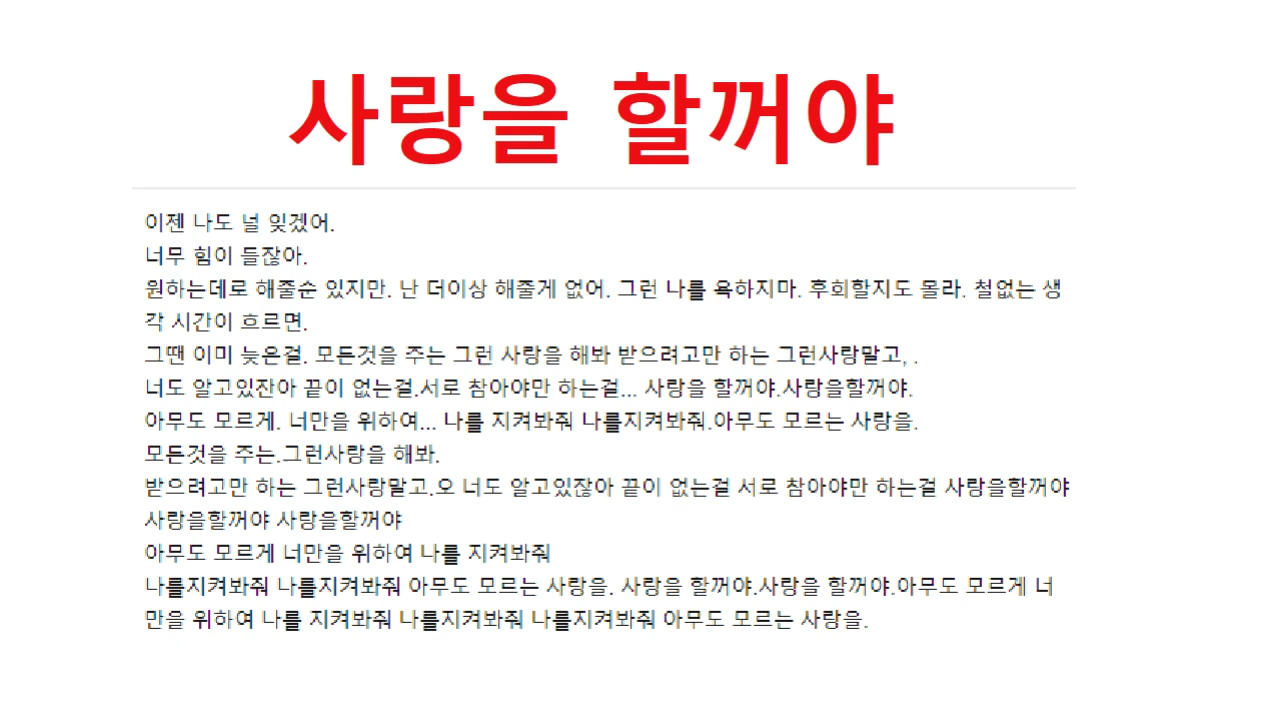 사랑을 할꺼야
이젠 나도 널 잊겠어.
너무 힘이 들잖아.
원하는데로 해줄순 있지만. 난 더이상 해줄게 없어. 그런 나를 욕하지마. 후회할지도 몰라. 철없는 생
각 시간이 흐르면.
그땐 이미 늦은걸. 모든것을 주는 그런 사랑을 해봐 받으려고만 하는 그런사랑말고, .
너도 알고있잔아 끝이 없는걸.서로 참아야만 하는걸... 사랑을 할꺼야.사랑을할꺼야.
아무도 모르게. 너만을 위하여... 나를 지켜봐줘 나를지켜봐줘.아무도 모르는 사랑을.
모든것을 주는.그런사랑을 해봐.
받으려고만 하는 그런사랑말고.오 너도 알고있잖아 끝이 없는걸 서로 참아야만 하는걸 사랑을할꺼야
사랑을할꺼야 사랑을할꺼야
아무도 모르게 너만을 위하여 나를 지켜봐줘
나를지켜봐줘 나를지켜봐줘 아무도 모르는 사랑을. 사랑을 할꺼야.사랑을 할꺼야.아무도 모르게 너
만을 위하여 나를 지켜봐줘 나를지켜봐줘 나를지켜봐줘 아무도 모르는 사랑을.